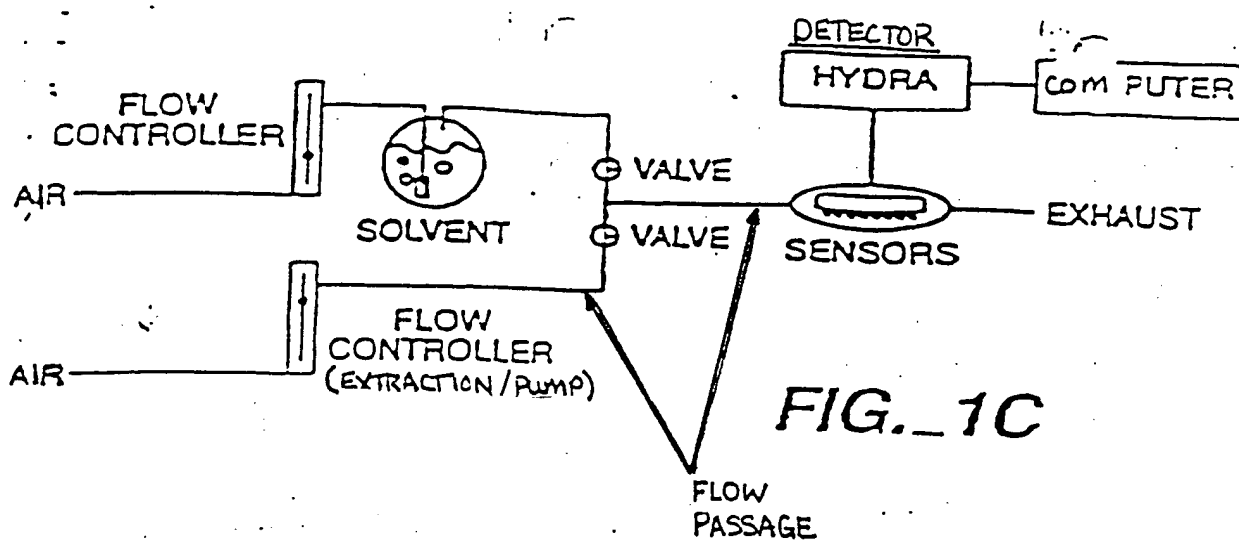 DETECTOR
HYDRA
COMPUTER
FLOW
CONTROLLER
AIR
SOLVENT
VALVE
VALVE
SENSORS
EXHAUST
FLOW
CONTROLLER
(EXTRACTION/PUMP)
AIR
FIG._1C
FLOW
PASSAGE